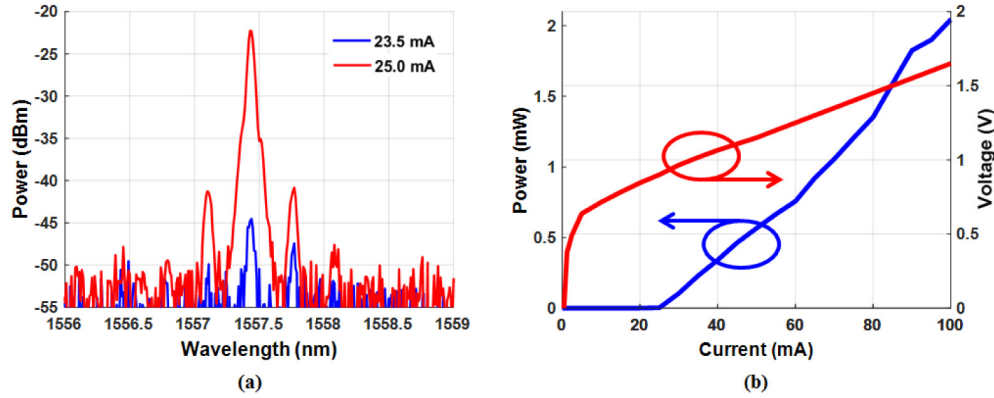 -20
-25
-30
-35
-40
-45
-50
-55
Power (dBm)
23.5 mA
25.0 mA
1556 1556.5 1557 1557.5 1558 1558.5 1559
Wavelength (nm)
(a)
2
1.5
1
0.5
0
Power (mW)
2
1.5
1
0.5
0
Voltage (V)
0 20 40 60 80 100
Current (mA)
(b)